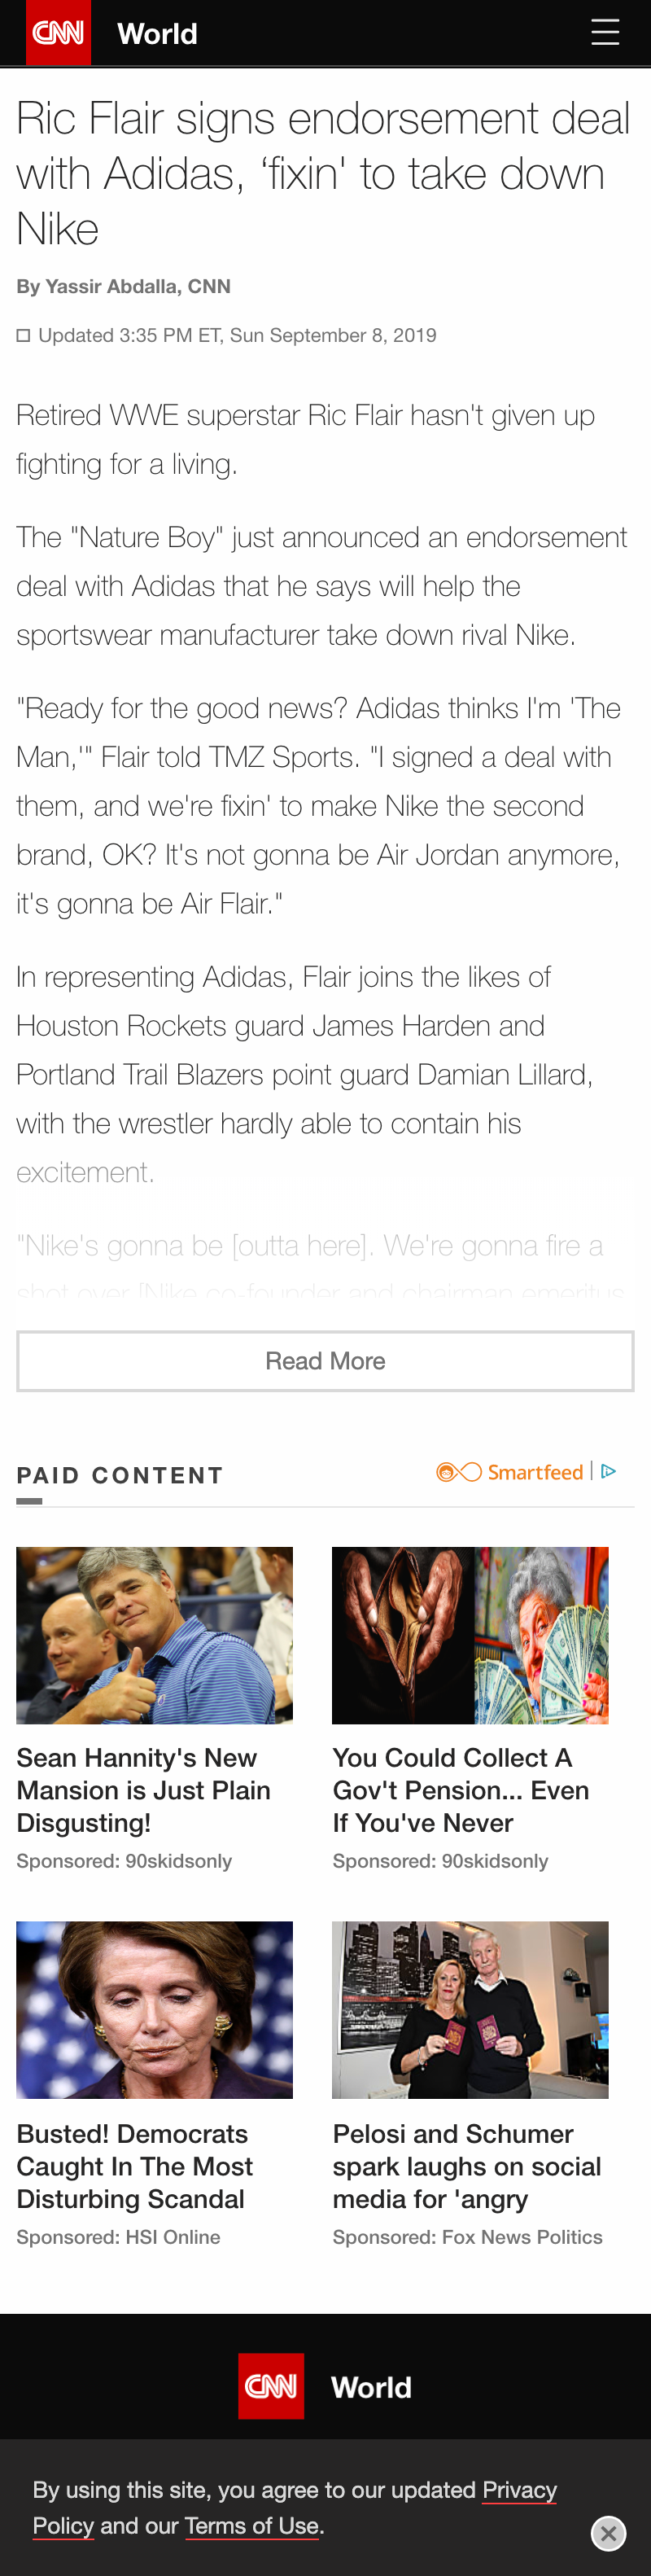 CNN World
Ric Flair signs endorsement deal
with Adidas, ‘fixin' to take down
Nike
By Yassir Abdalla, CNN
Updated 3:35 PM ET, Sun September 8, 2019
Retired WWE superstar Ric Flair hasn't given up
fighting for a living.
The "Nature Boy" just announced an endorsement
deal with Adidas that he says will help the
sportswear manufacturer take down rival Nike.
"Ready for the good news? Adidas thinks I'm 'The
Man,'" Flair told TMZ Sports. "I signed a deal with
them, and we're fixin' to make Nike the second
brand, OK? It's not gonna be Air Jordan anymore,
it's gonna be Air Flair."
In representing Adidas, Flair joins the likes of
Houston Rockets guard James Harden and
Portland Trail Blazers point guard Damian Lillard,
with the wrestler hardly able to contain his
excitement.
"Nike's gonna be [outta here]. We're gonna fire a
shot over [Nike co-founder and chairman emeritus
Read More
PAID CONTENT
Smartfeed
Sean Hannity's New
Mansion is Just Plain
Disgusting!
Sponsored: 90skidsonly
You Could Collect A
Gov't Pension... Even
If You've Never
Sponsored: 90skidsonly
Busted! Democrats
Caught In The Most
Disturbing Scandal
Sponsored: HSI Online
Pelosi and Schumer
spark laughs on social
media for 'angry
Sponsored: Fox News Politics
CNN World
By using this site, you agree to our updated Privacy
Policy and our Terms of Use.